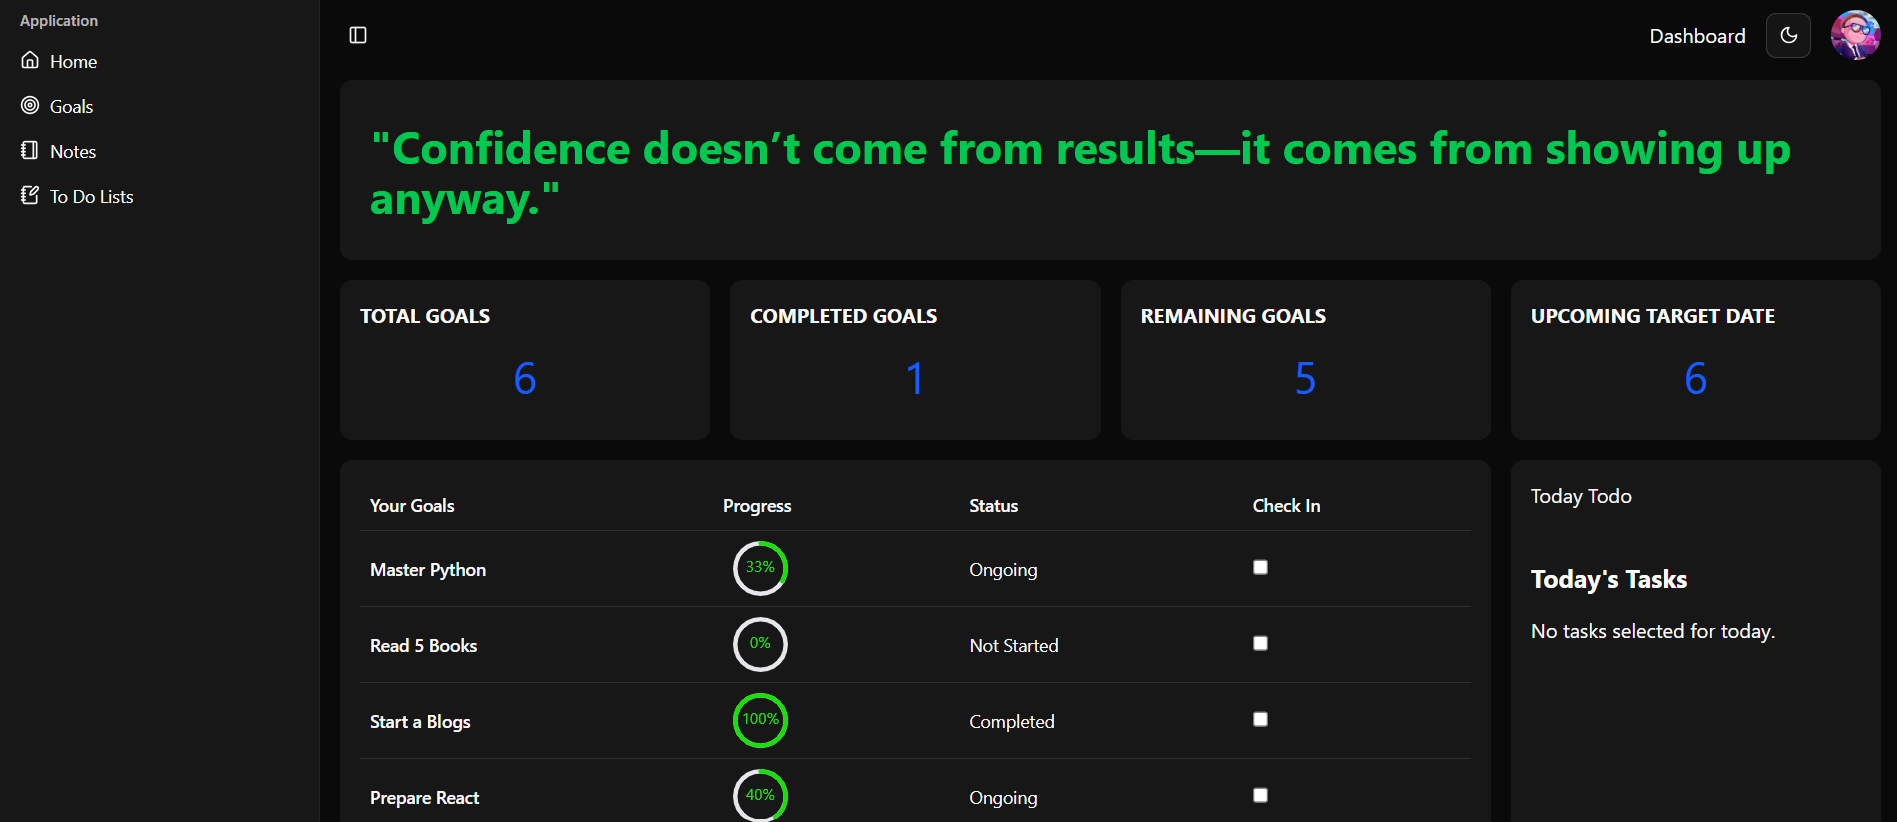 Application
Home
Goals
Notes
To Do Lists
Dashboard
"Confidence doesn’t come from results—it comes from showing up
anyway."
TOTAL GOALS
6
COMPLETED GOALS
1
REMAINING GOALS
5
UPCOMING TARGET DATE
6
Your Goals Progress Status Check In
Master Python 33% Ongoing
Read 5 Books 0% Not Started
Start a Blogs 100% Completed
Prepare React 40% Ongoing
Today Todo
Today's Tasks
No tasks selected for today.